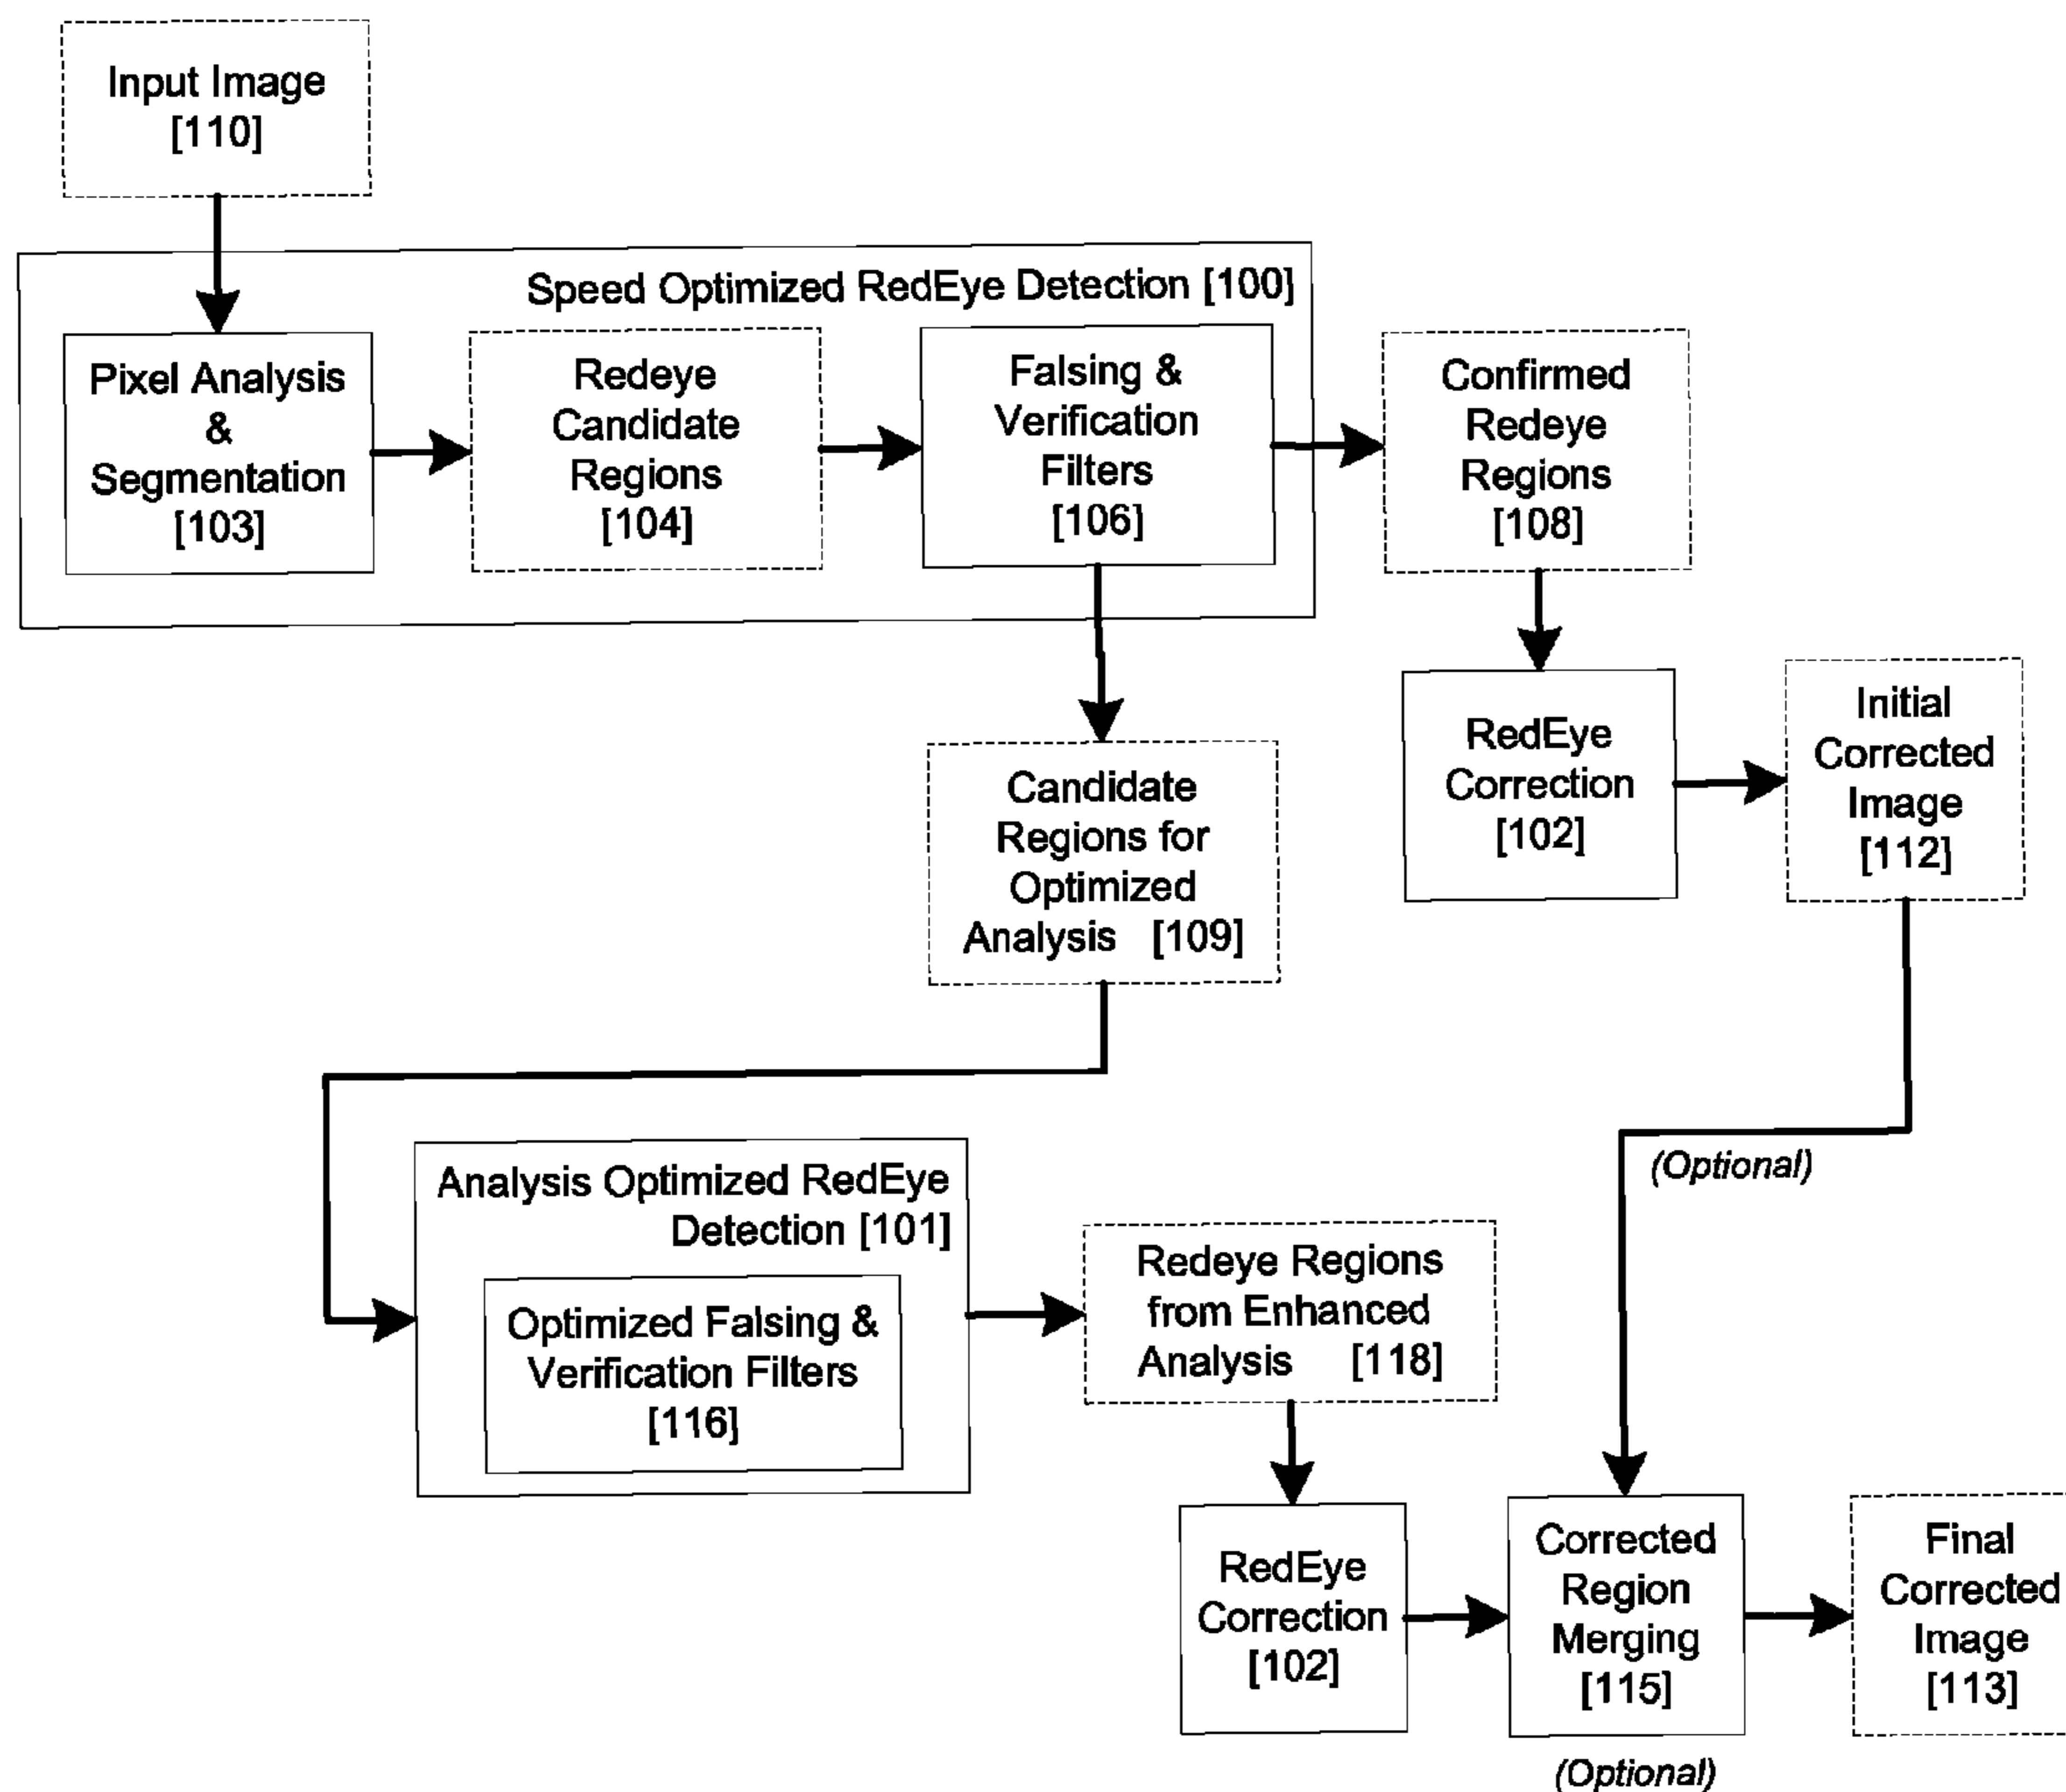 Input Image
[110]
Speed Optimized RedEye Detection [100]
Pixel Analysis
&
Segmentation
[103]
Redeye
Candidate
Regions
[104]
Falsing &
Verification
Filters
[106]
Confirmed
Redeye
Regions
[108]
RedEye
Correction
[102]
Initial
Corrected
Image
[112]
Candidate
Regions for
Optimized
Analysis [109]
(Optional)
Analysis Optimized RedEye
Detection [101]
Optimized Falsing &
Verification Filters
[116]
Redeye Regions
from Enhanced
Analysis [118]
RedEye
Correction
[102]
Corrected
Region
Merging
[115]
(Optional)
Final
Corrected
Image
[113]